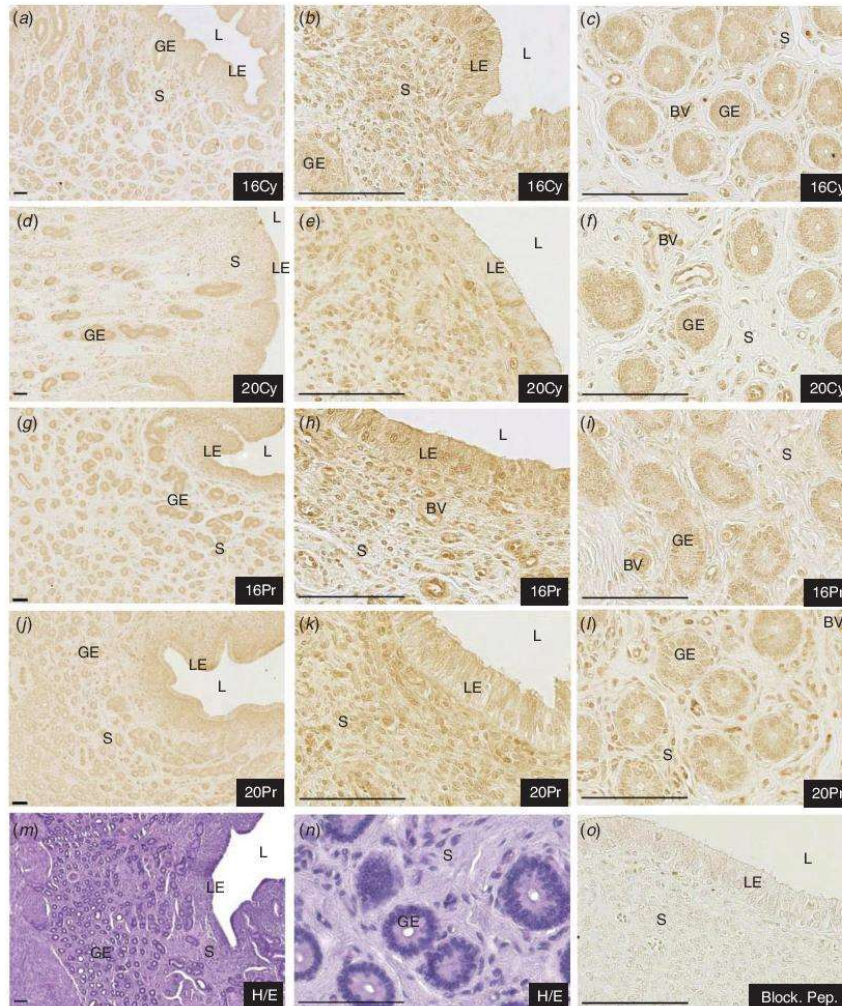 (a)
L
GE
LE
S
16Cy
(b)
L
LE
S
GE
16Cy
(c)
S
BV
GE
16Cy
(d)
L
S
LE
GE
20Cy
(e)
L
LE
20Cy
(f)
BV
GE
S
20Cy
(g)
LE
L
GE
S
16Pr
(h)
L
LE
BV
S
16Pr
(i)
S
GE
BV
16Pr
(j)
GE
LE
L
S
20Pr
(k)
L
LE
S
20Pr
(l)
BV
GE
S
20Pr
(m)
L
LE
GE
S
H/E
(n)
S
GE
H/E
(o)
L
LE
S
Block. Pep.